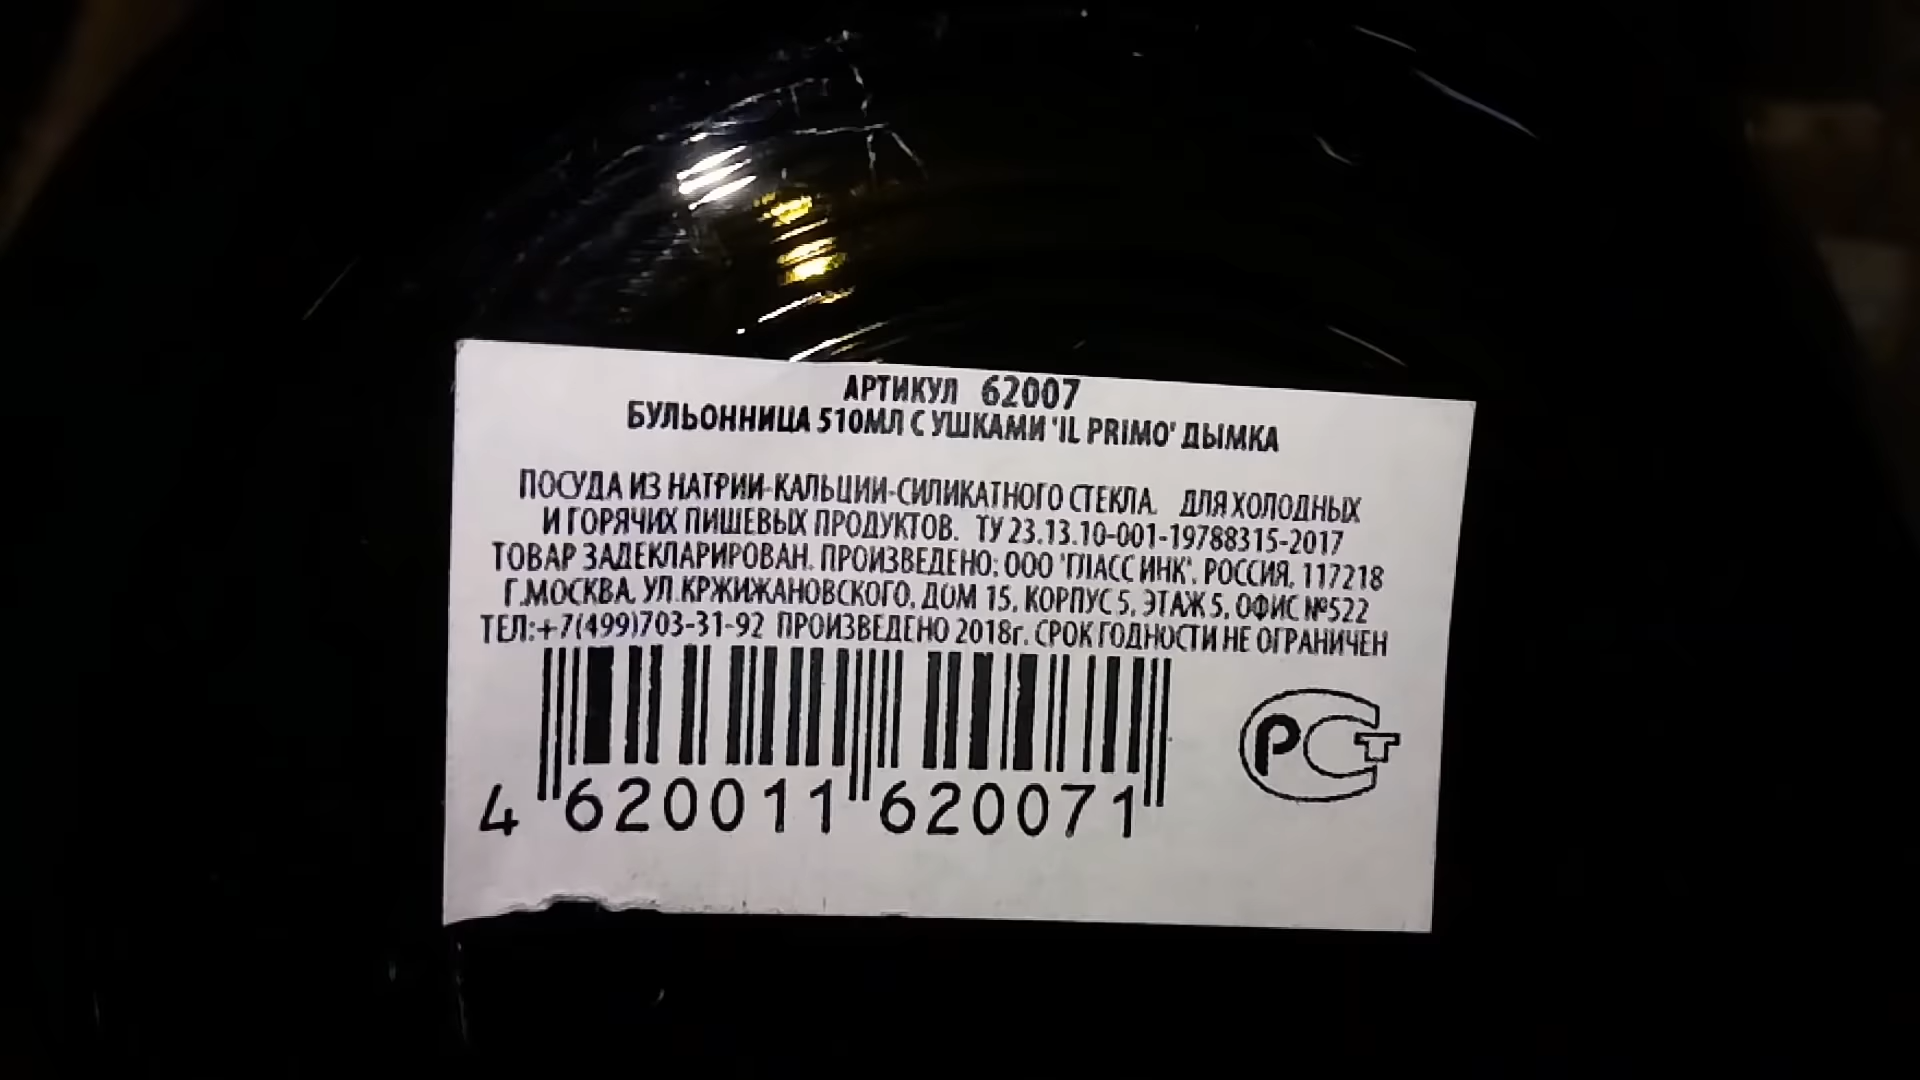 АРТИКУЛ 62007
БУЛЬОННИЦА 510МЛ С УШКАМИ 'IL PRIMO' ДЫМКА
ПОСУДА ИЗ НАТРИИ-КАЛЬЦИИ-СИЛИКАТНОГО СТЕКЛА. ДЛЯ ХОЛОДНЫХ
И ГОРЯЧИХ ПИЩЕВЫХ ПРОДУКТОВ. ТУ 23.13.10-001-19788315-2017
ТОВАР ЗАДЕКЛАРИРОВАН. ПРОИЗВЕДЕНО: ООО 'ГЛАСС ИНК', РОССИЯ, 117218
Г.МОСКВА, УЛ.КРЖИЖАНОВСКОГО, ДОМ 15, КОРПУС 5, ЭТАЖ 5, ОФИС №522
ТЕЛ:+7(499)703-31-92 ПРОИЗВЕДЕНО 2018г. СРОК ГОДНОСТИ НЕ ОГРАНИЧЕН
РСТ
4 620011 620071